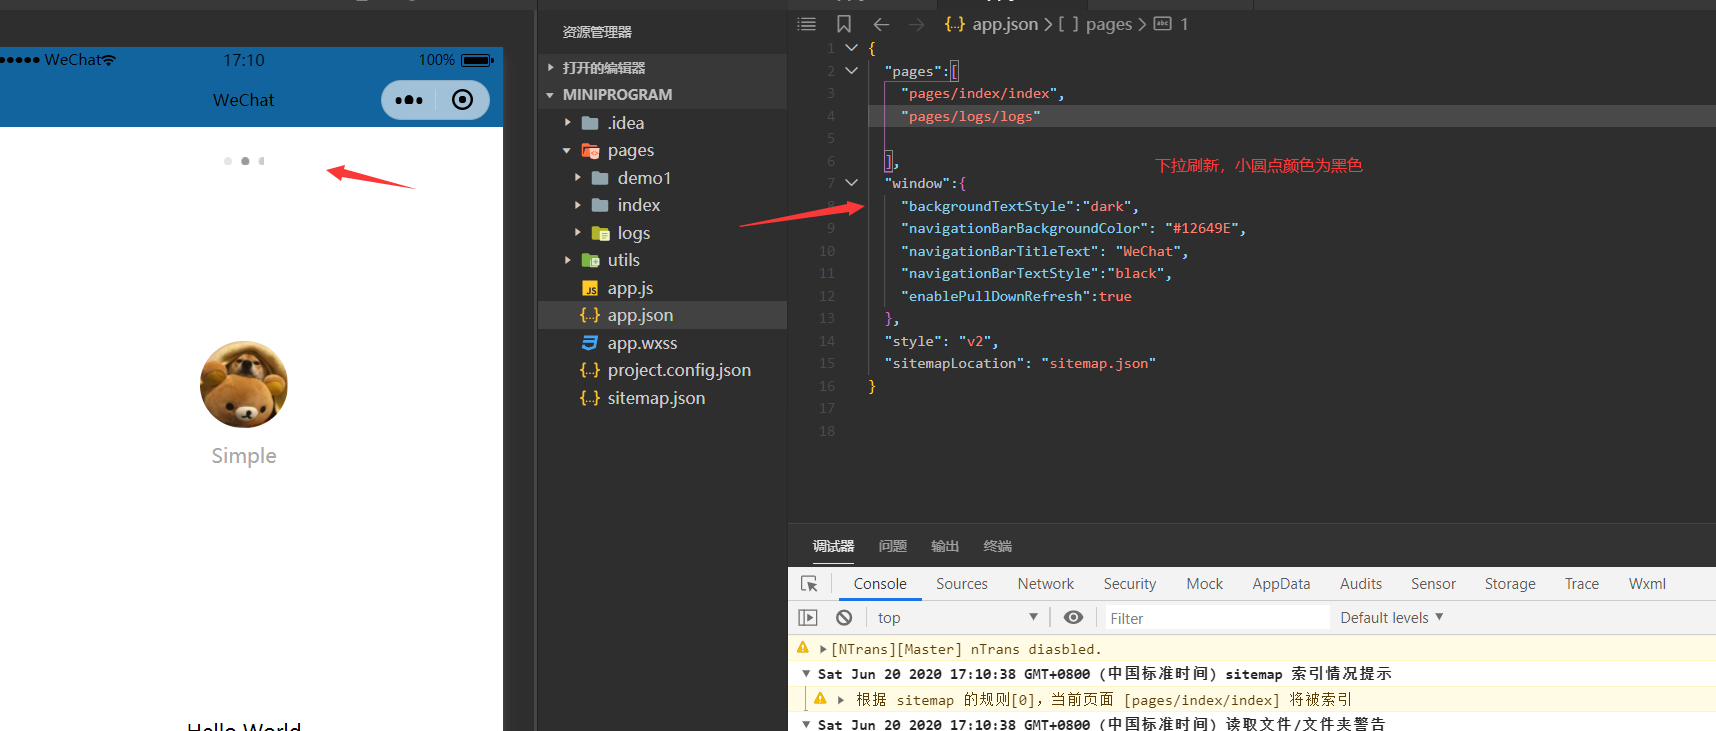 WeChat
17:10
100%
WeChat
Simple
Hello World
资源管理器
打开的编辑器
MINIPROGRAM
.idea
pages
demo1
index
logs
utils
app.js
app.json
app.wxss
project.config.json
sitemap.json
{..} app.json > [ ] pages > abc 1
1 {
2 "pages":[
3 "pages/index/index",
4 "pages/logs/logs"
5
6 ],
下拉刷新，小圆点颜色为黑色
7 "window":{
8 "backgroundTextStyle":"dark",
9 "navigationBarBackgroundColor": "#12649E",
10 "navigationBarTitleText": "WeChat",
11 "navigationBarTextStyle":"black",
12 "enablePullDownRefresh":true
13 },
14 "style": "v2",
15 "sitemapLocation": "sitemap.json"
16 }
17
18
调试器 问题 输出 终端
Console Sources Network Security Mock AppData Audits Sensor Storage Trace Wxml
top Filter Default levels
[NTrans][Master] nTrans diasbled.
Sat Jun 20 2020 17:10:38 GMT+0800 (中国标准时间) sitemap 索引情况提示
根据 sitemap 的规则[0]，当前页面 [pages/index/index] 将被索引
Sat Jun 20 2020 17:10:38 GMT+0800 (中国标准时间) 读取文件/文件夹警告